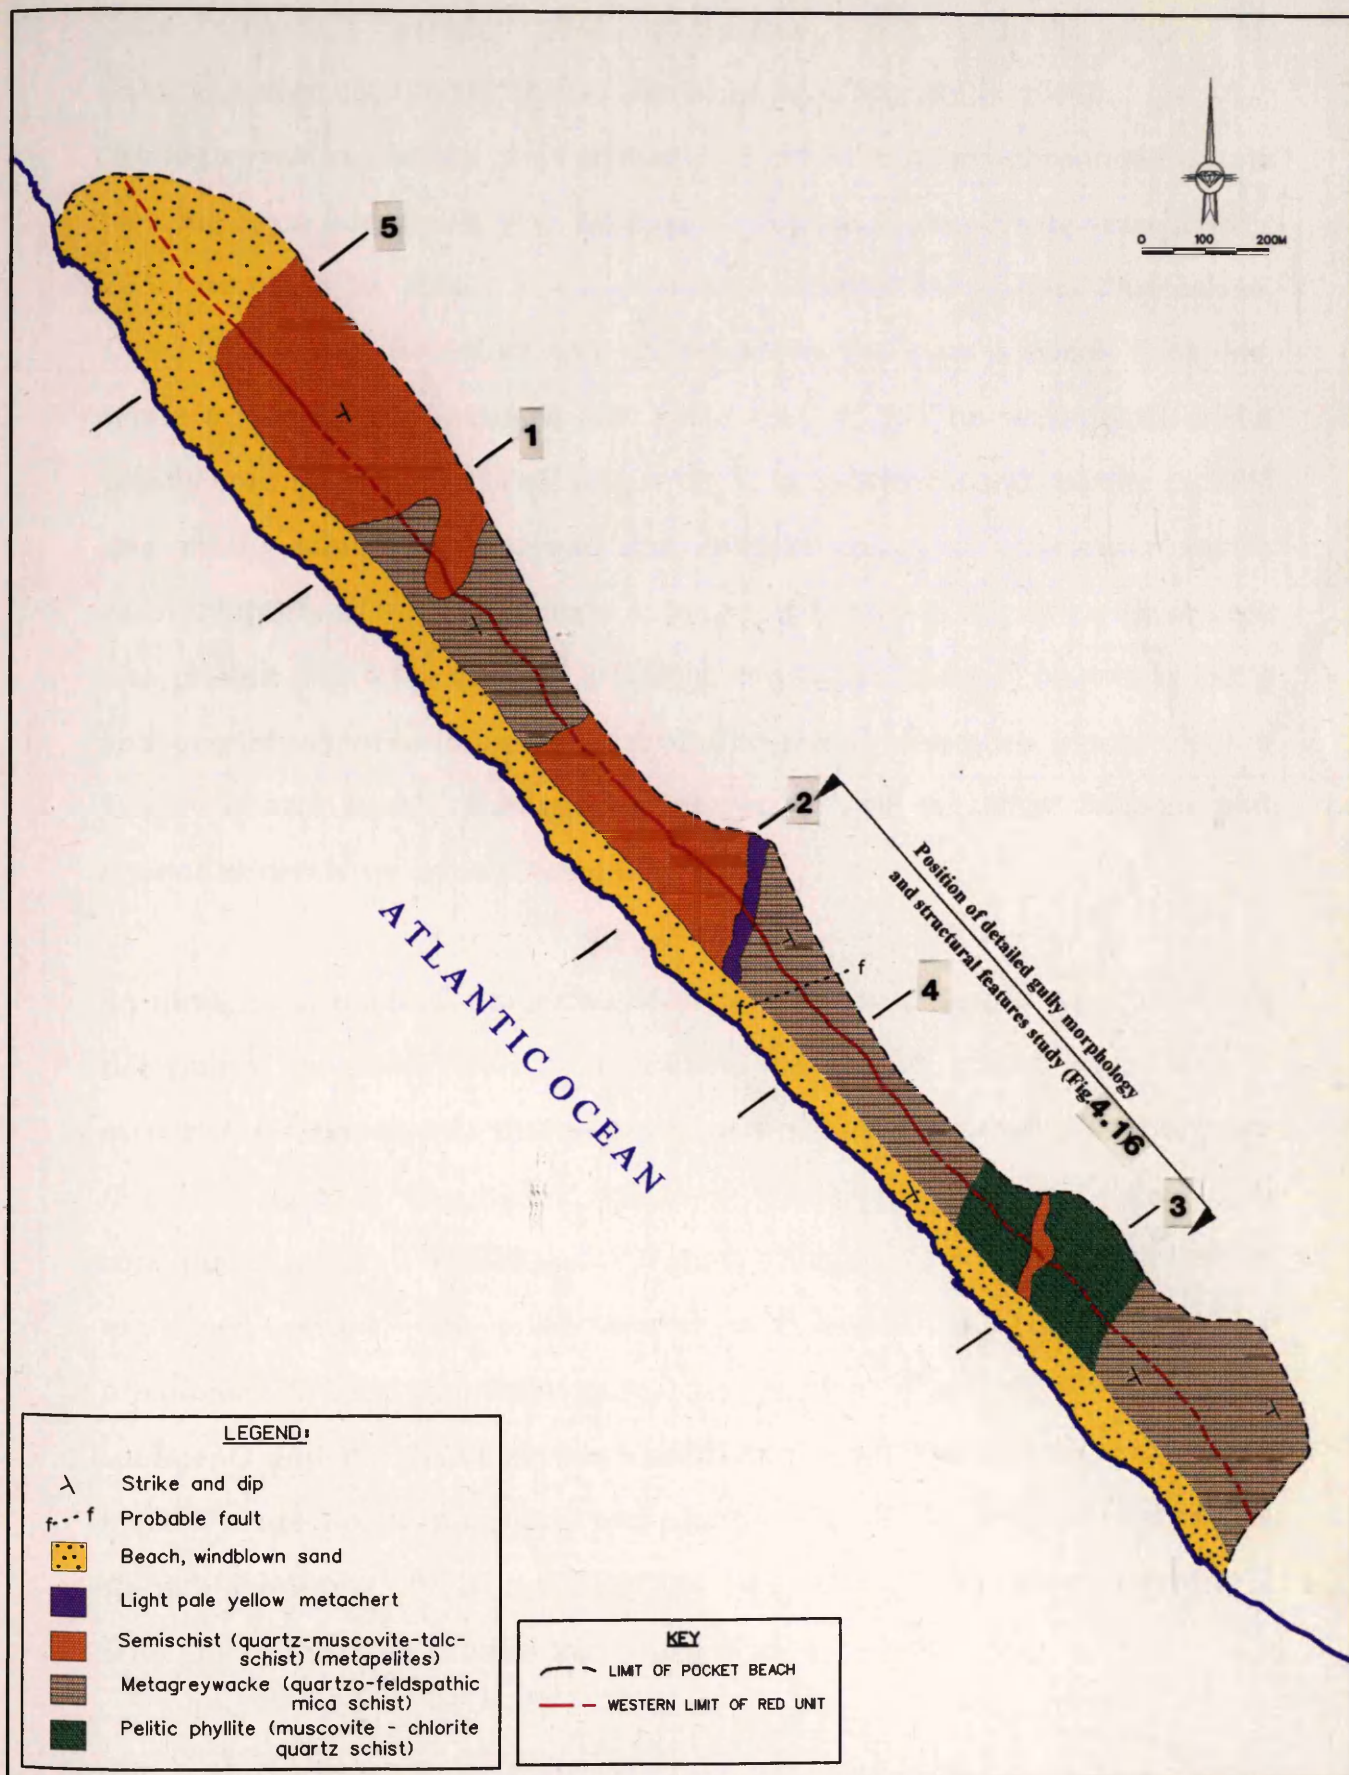 0 100 200M
5
1
2
Position of detailed gully morphology
and structural features study (Fig.4.1)6
f
4
ATLANTIC OCEAN
3
LEGEND:
Strike and dip
f---f Probable fault
Beach, windblown sand
Light pale yellow metachert
Semischist (quartz-muscovite-talc-
schist) (metapelites)
Metagreywacke (quartzo-feldspathic
mica schist)
Pelitic phyllite (muscovite - chlorite
quartz schist)
KEY
LIMIT OF POCKET BEACH
WESTERN LIMIT OF RED UNIT